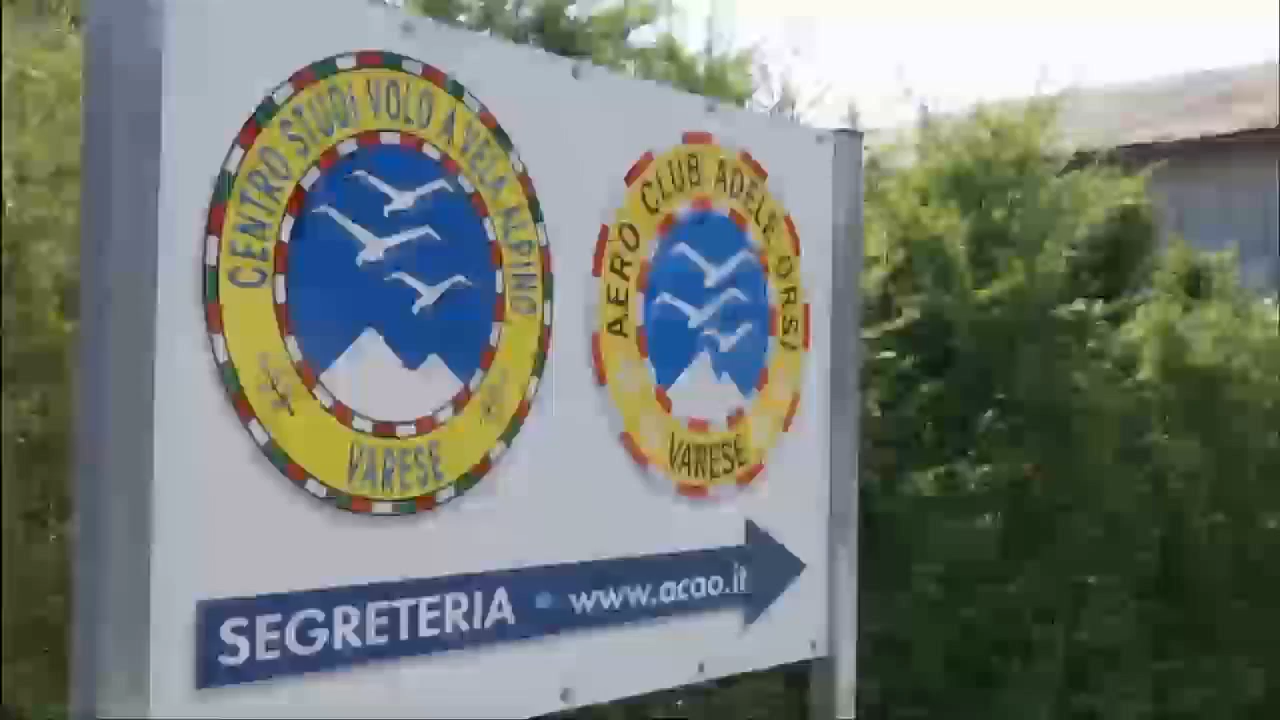 CENTRO STUDI VOLO A VELA ALPINO
VARESE
AERO CLUB ADELE ORSI
VARESE
SEGRETERIA • www.acao.it